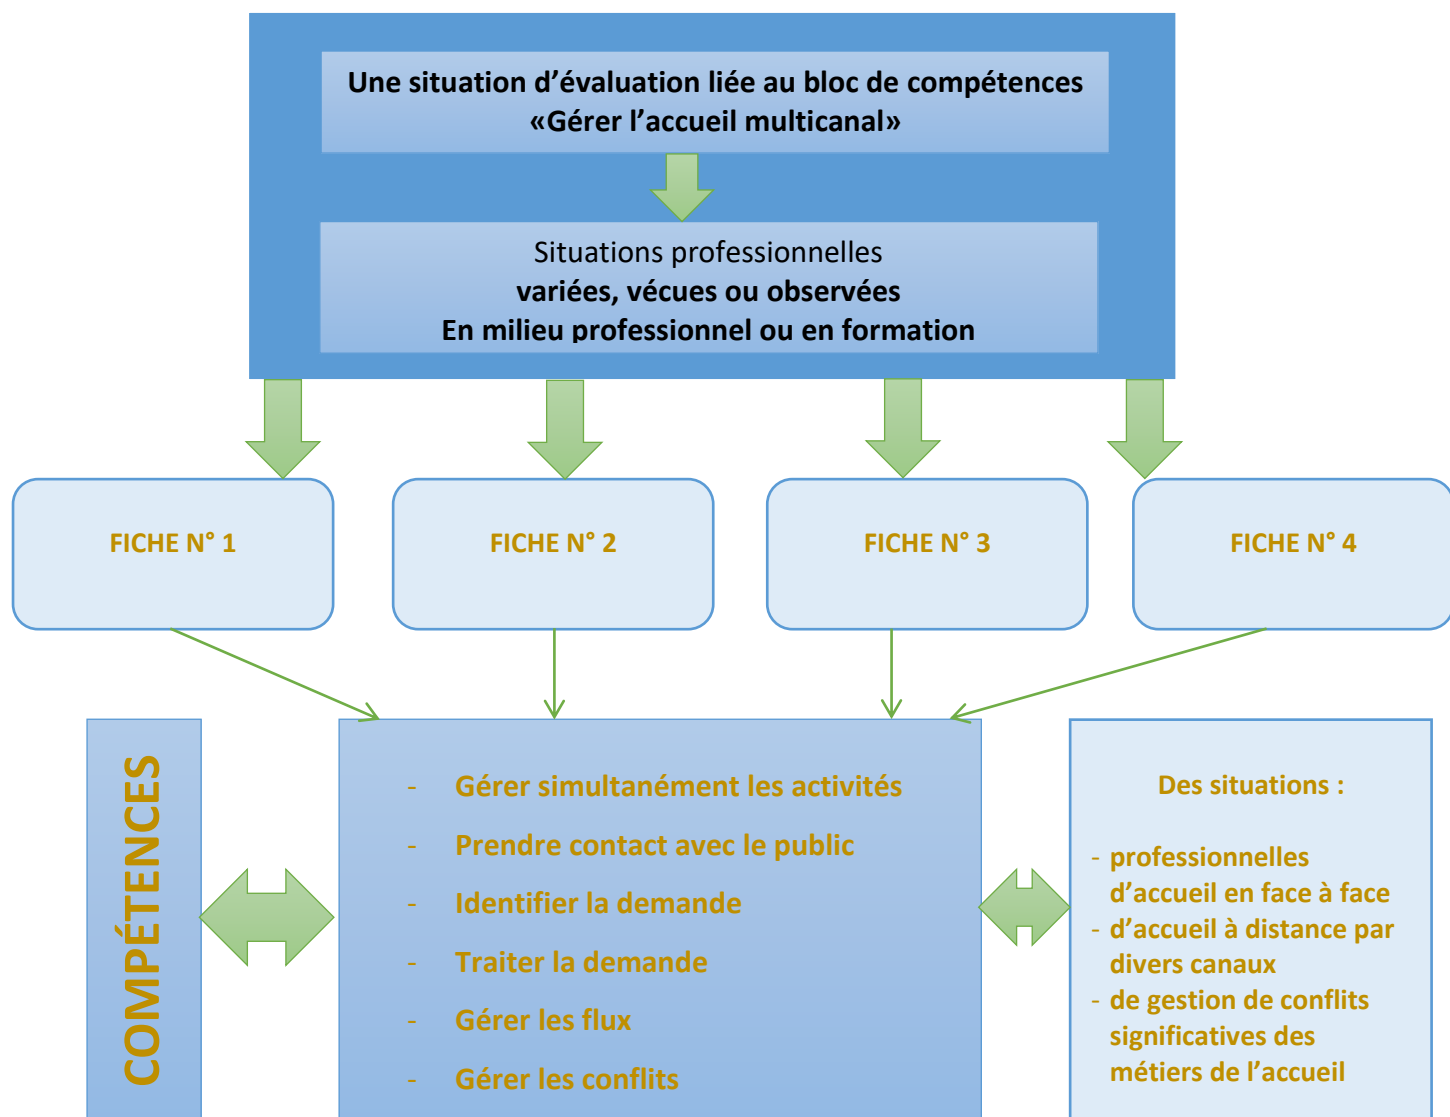 Une situation d’évaluation liée au bloc de compétences
«Gérer l’accueil multicanal»
Situations professionnelles
variées, vécues ou observées
En milieu professionnel ou en formation
FICHE N° 1
FICHE N° 2
FICHE N° 3
FICHE N° 4
COMPÉTENCES
- Gérer simultanément les activités
- Prendre contact avec le public
- Identifier la demande
- Traiter la demande
- Gérer les flux
- Gérer les conflits
Des situations :
- professionnelles
d’accueil en face à face
- d’accueil à distance par
divers canaux
- de gestion de conflits
significatives des
métiers de l’accueil